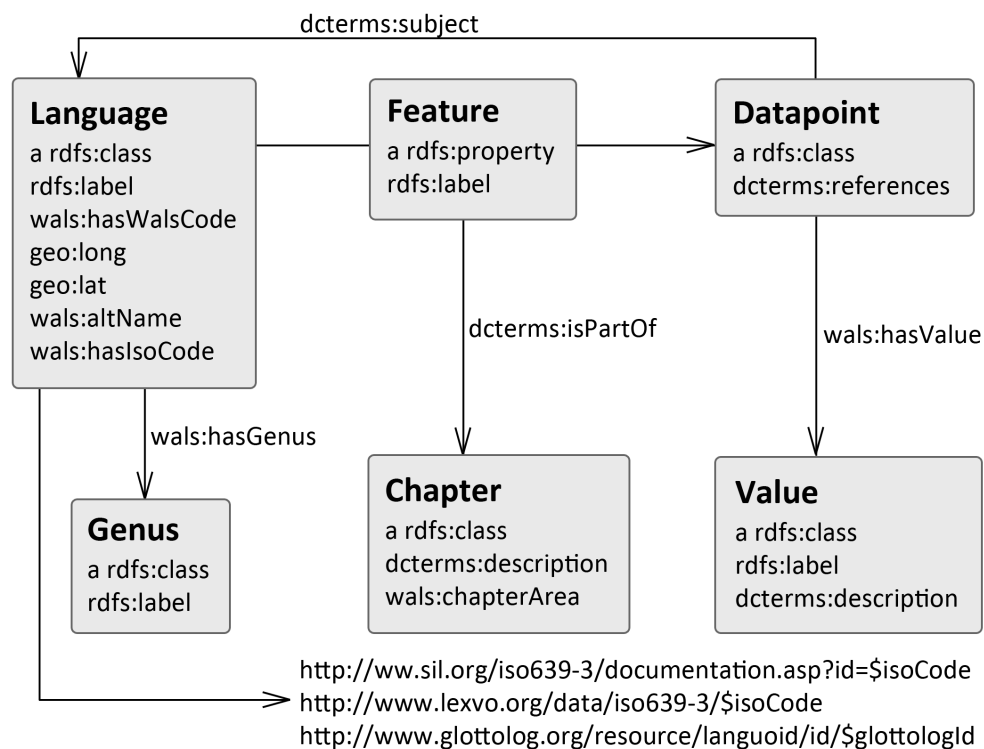 dcterms:subject
Language
a rdfs:class
rdfs:label
wals:hasWalsCode
geo:long
geo:lat
wals:altName
wals:hasIsoCode
Feature
a rdfs:property
rdfs:label
Datapoint
a rdfs:class
dcterms:references
dcterms:isPartOf
wals:hasValue
wals:hasGenus
Genus
a rdfs:class
rdfs:label
Chapter
a rdfs:class
dcterms:description
wals:chapterArea
Value
a rdfs:class
rdfs:label
dcterms:description
http://ww.sil.org/iso639-3/documentation.asp?id=$isoCode
http://www.lexvo.org/data/iso639-3/$isoCode
http://www.glottolog.org/resource/languoid/id/$glottologId